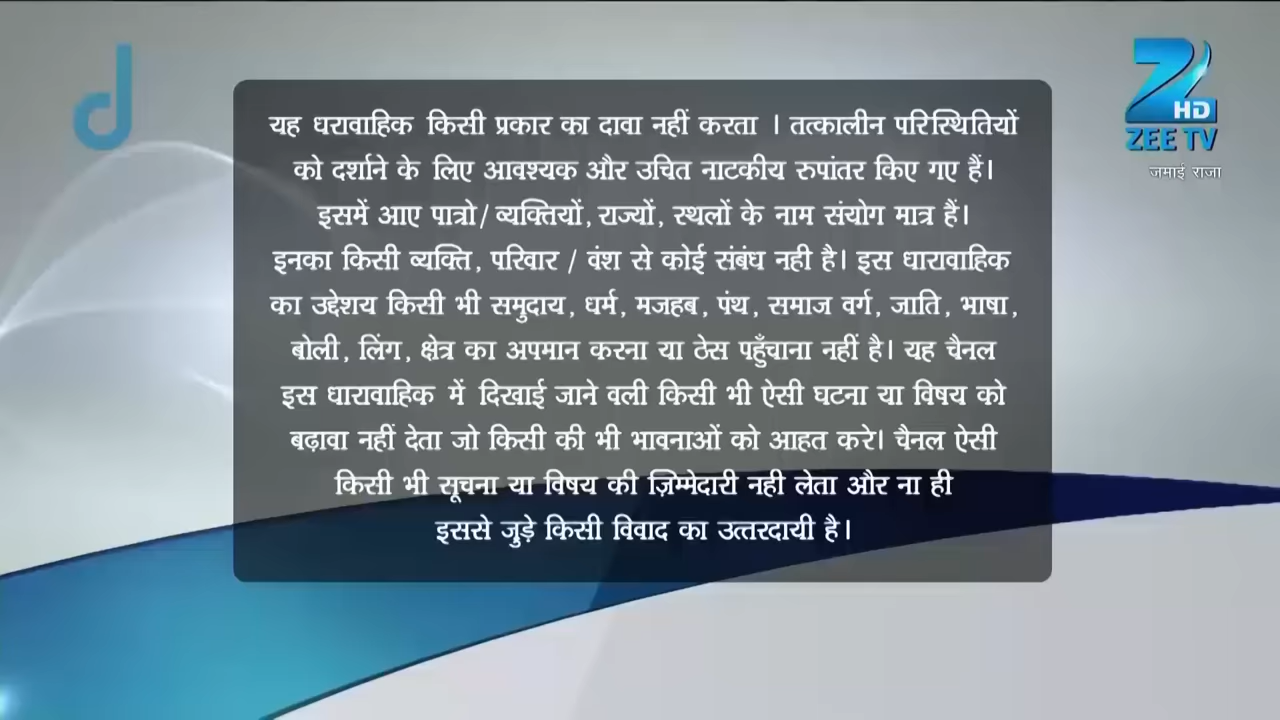 यह धरावाहिक किसी प्रकार का दावा नहीं करता । तत्कालीन परिस्थितियों
को दर्शाने के लिए आवश्यक और उचित नाटकीय रुपांतर किए गए हैं।
इसमें आए पात्रो/व्यक्तियों, राज्यों, स्थलों के नाम संयोग मात्र हैं।
इनका किसी व्यक्ति, परिवार / वंश से कोई संबंध नही है। इस धारावाहिक
का उद्देशय किसी भी समुदाय, धर्म, मजहब, पंथ, समाज वर्ग, जाति, भाषा,
बोली, लिंग, क्षेत्र का अपमान करना या ठेस पहुँचाना नहीं है। यह चैनल
इस धारावाहिक में दिखाई जाने वली किसी भी ऐसी घटना या विषय को
बढ़ावा नहीं देता जो किसी की भी भावनाओं को आहत करे। चैनल ऐसी
किसी भी सूचना या विषय की ज़िम्मेदारी नही लेता और ना ही
इससे जुड़े किसी विवाद का उत्तरदायी है।
d
Z HD
ZEE TV
जमाई राजा